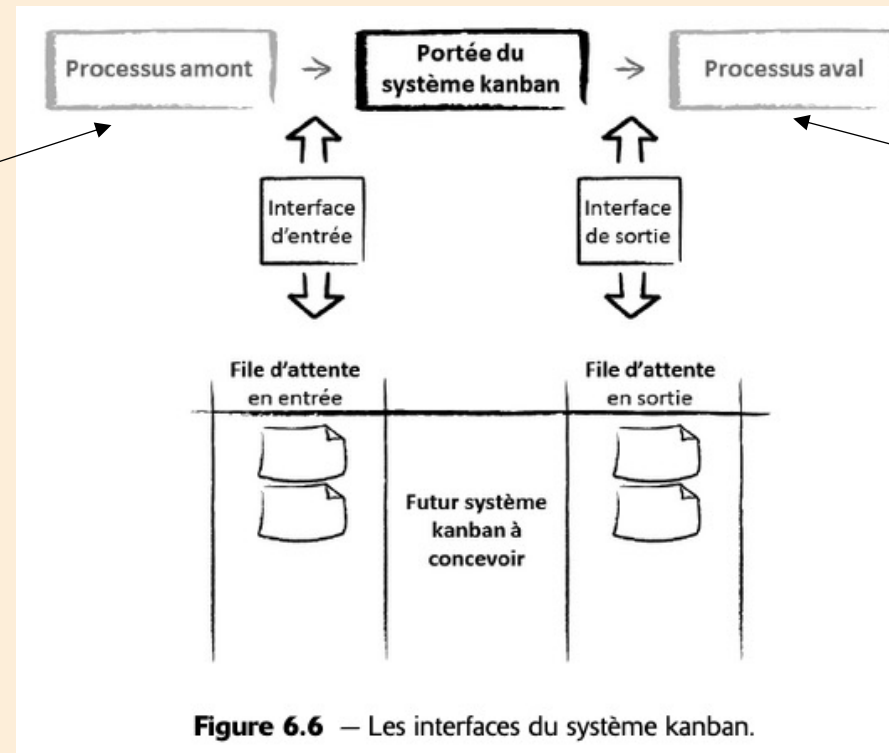 Processus amont
Portée du
système kanban
Processus aval
Interface
d'entrée
Interface
de sortie
File d'attente
en entrée
File d'attente
en sortie
Futur système
kanban à
concevoir
Figure 6.6 — Les interfaces du système kanban.